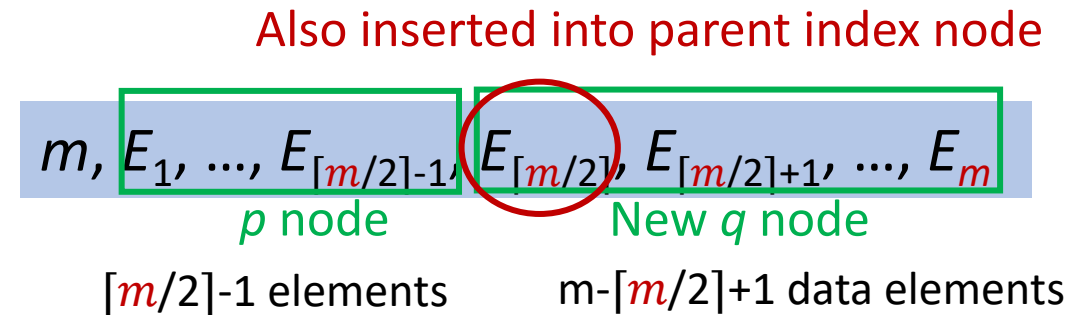 Also inserted into parent index node
m, E₁, ..., E⌈m/2⌉-1, E⌈m/2⌉, E⌈m/2⌉+1, ..., Eₘ
p node New q node
⌈m/2⌉-1 elements m-⌈m/2⌉+1 data elements